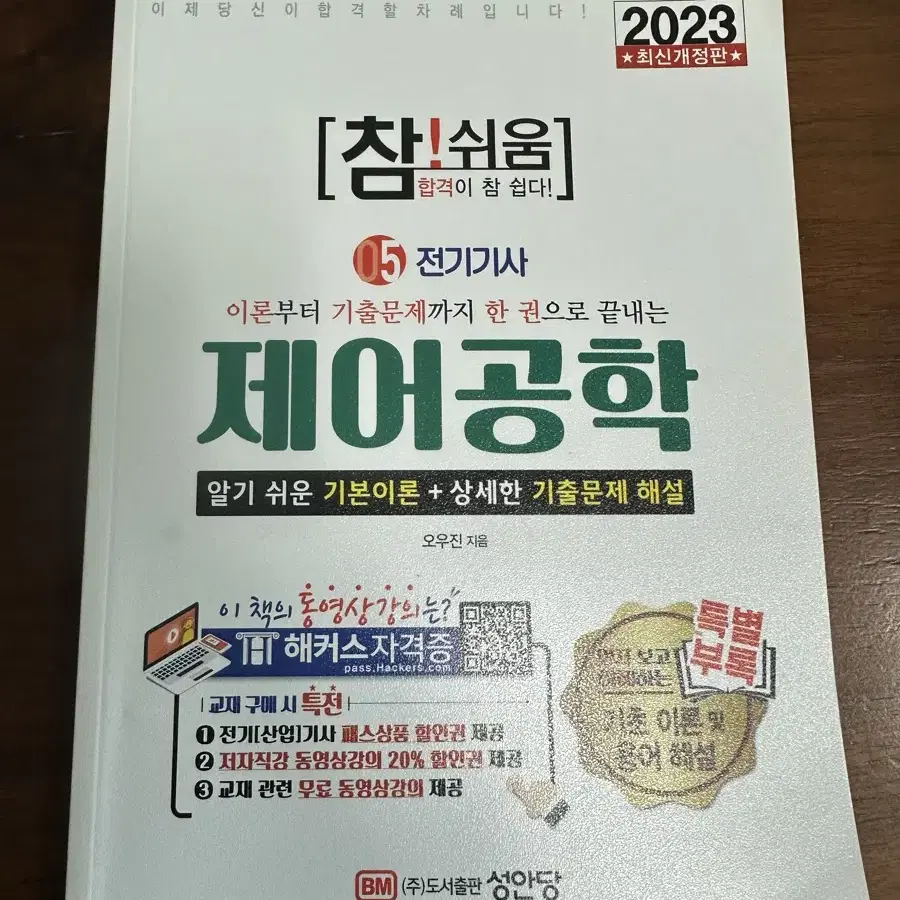 이제당신이합격할차례입니다!
2023
★최신개정판★
[참!쉬움]
합격이 참 쉽다!
05 전기기사
이론부터 기출문제까지 한 권으로 끝내는
제어공학
알기 쉬운 기본이론 + 상세한 기출문제 해설
오우진 지음
이 책의 동영상강의는?
해커스자격증
pass.Hackers.com
교재 구매 시 특전
1 전기[산업]기사 패스상품 할인권 제공
2 저자직강 동영상강의 20% 할인권 제공
3 교재 관련 무료 동영상강의 제공
특별
부록
보고
기초 이론 및
용어 해설
BM (주)도서출판 성안당